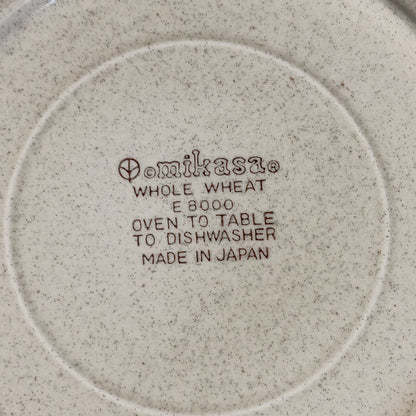 ©mikasa®
WHOLE WHEAT
E 8000
OVEN TO TABLE
TO DISHWASHER
MADE IN JAPAN